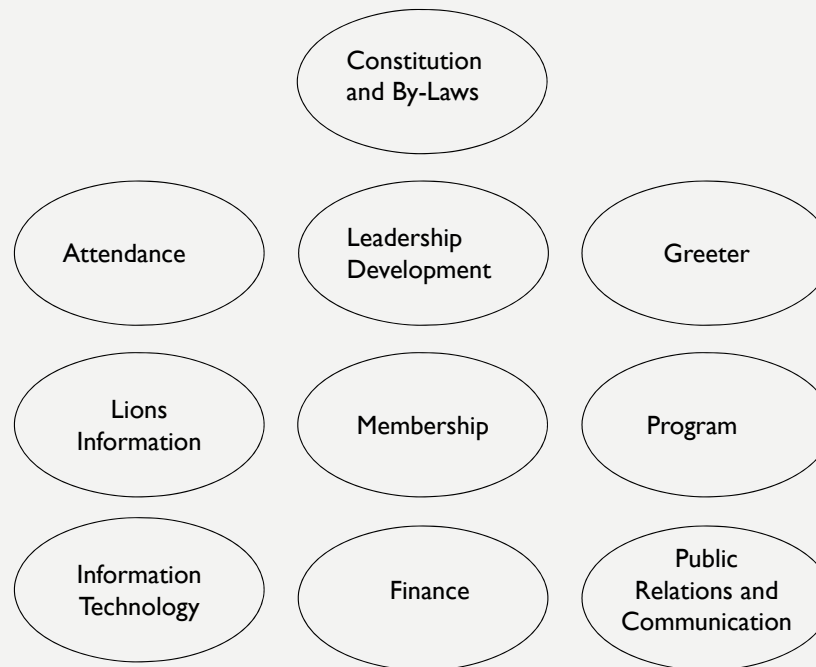 Constitution
and By-Laws
Attendance
Leadership
Development
Greeter
Lions
Information
Membership
Program
Information
Technology
Finance
Public
Relations and
Communication